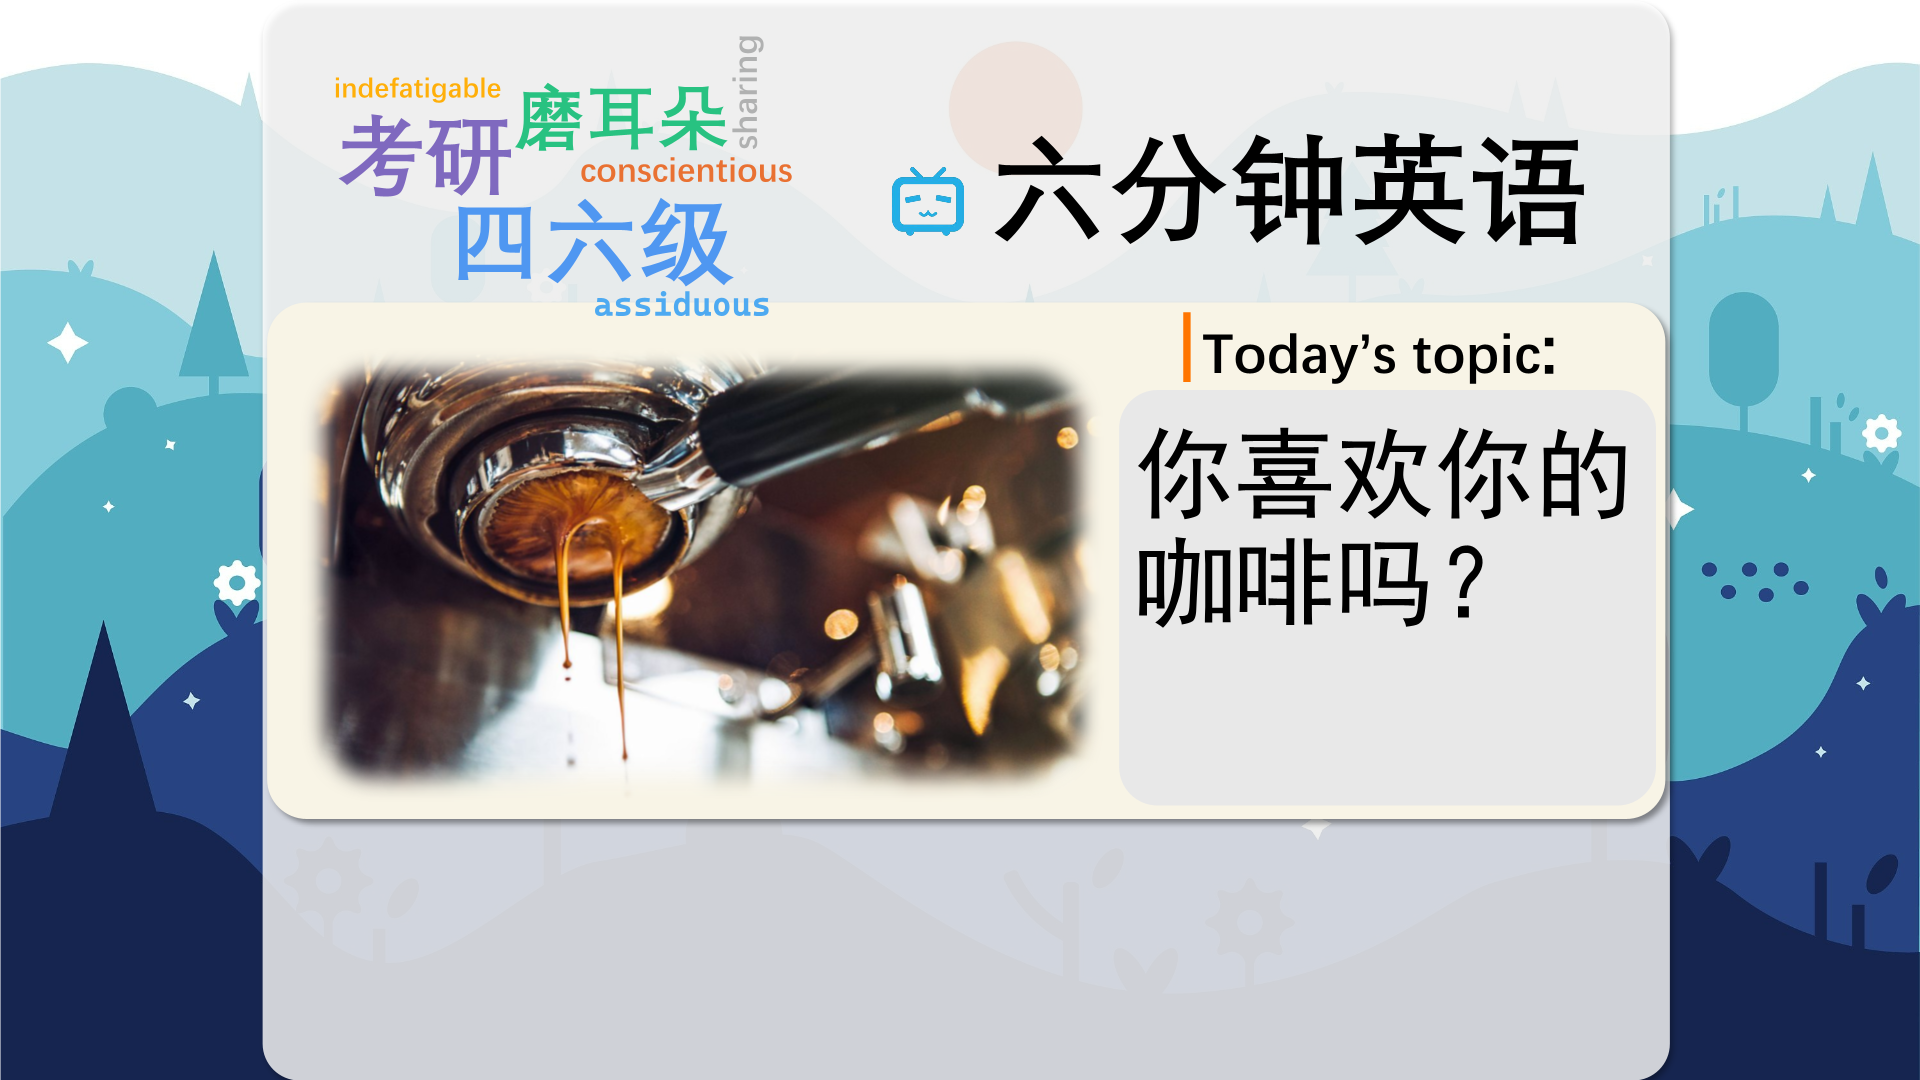 indefatigable
考研
磨耳朵
sharing
conscientious
四六级
assiduous
六分钟英语
Today’s topic:
你喜欢你的
咖啡吗？